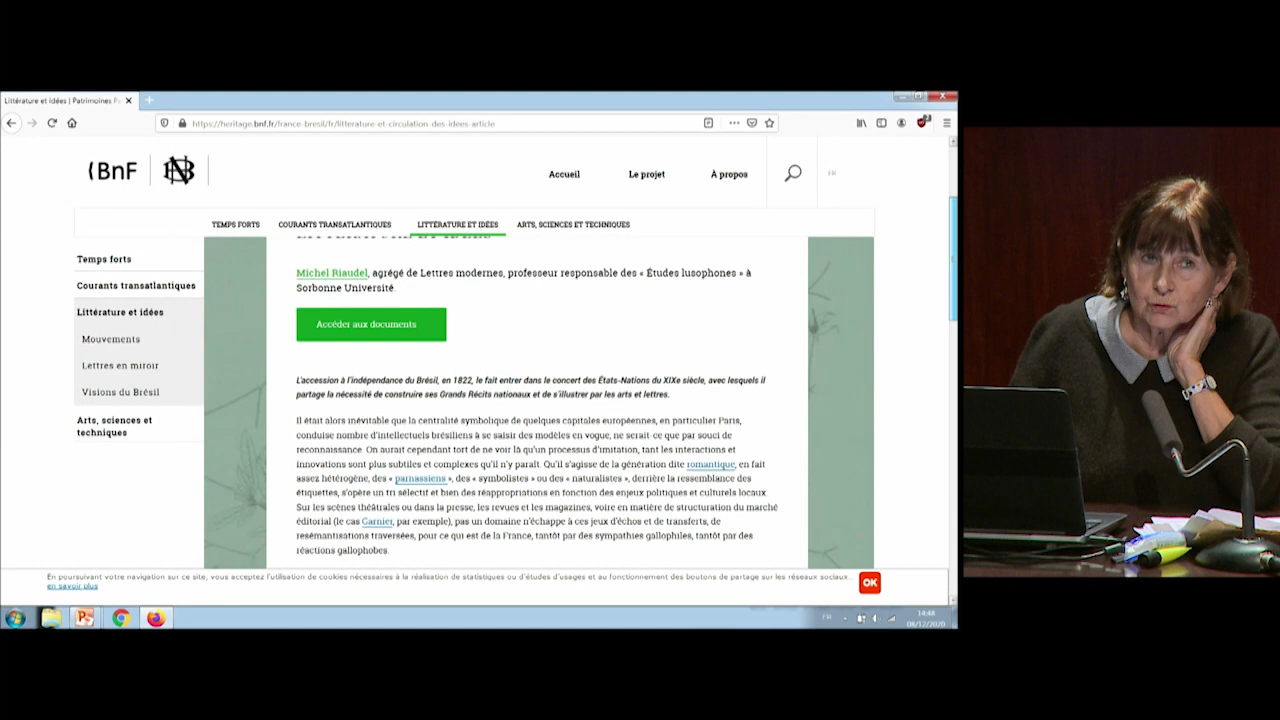 Littérature et idées | Patrimoines Pa
https://heritage.bnf.fr/france-bresil/fr/litterature-et-circulation-des-idees-article
2
(BnF
Accueil
Le projet
À propos
FR
TEMPS FORTS
COURANTS TRANSATLANTIQUES
LITTÉRATURE ET IDÉES
ARTS, SCIENCES ET TECHNIQUES
Temps forts
Courants transatlantiques
Littérature et idées
Mouvements
Lettres en miroir
Visions du Brésil
Arts, sciences et
techniques
Michel Riaudel, agrégé de Lettres modernes, professeur responsable des « Études lusophones » à
Sorbonne Université.
Accéder aux documents
L'accession à l'indépendance du Brésil, en 1822, le fait entrer dans le concert des États-Nations du XIXe siècle, avec lesquels il
partage la nécessité de construire ses Grands Récits nationaux et de s'illustrer par les arts et lettres.
Il était alors inévitable que la centralité symbolique de quelques capitales européennes, en particulier Paris,
conduise nombre d'intellectuels brésiliens à se saisir des modèles en vogue, ne serait-ce que par souci de
reconnaissance. On aurait cependant tort de ne voir là qu'un processus d'imitation, tant les interactions et
innovations sont plus subtiles et complexes qu'il n'y paraît. Qu'il s'agisse de la génération dite romantique, en fait
assez hétérogène, des « parnassiens », des « symbolistes » ou des « naturalistes », derrière la ressemblance des
étiquettes, s'opère un tri sélectif et bien des réappropriations en fonction des enjeux politiques et culturels locaux.
Sur les scènes théâtrales ou dans la presse, les revues et les magazines, voire en matière de structuration du marché
éditorial (le cas Garnier, par exemple), pas un domaine n'échappe à ces jeux d'échos et de transferts, de
resémantisations traversées, pour ce qui est de la France, tantôt par des sympathies gallophiles, tantôt par des
réactions gallophobes.
En poursuivant votre navigation sur ce site, vous acceptez l'utilisation de cookies nécessaires à la réalisation de statistiques ou d'études d'usages et au fonctionnement des boutons de partage sur les réseaux sociaux..
en savoir plus
OK
FR
14:48
08/12/2020